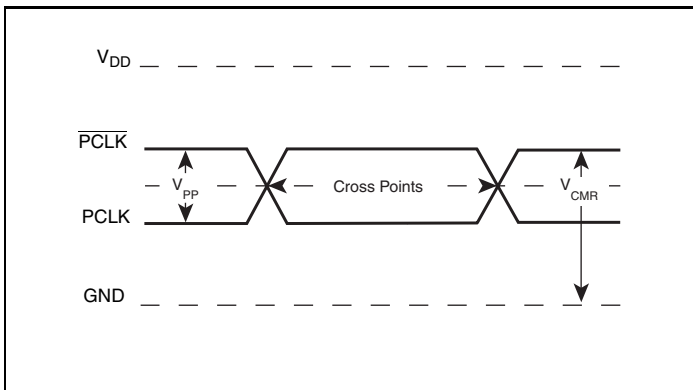 VDD
PCLK
VPP
Cross Points
VCMR
PCLK
GND